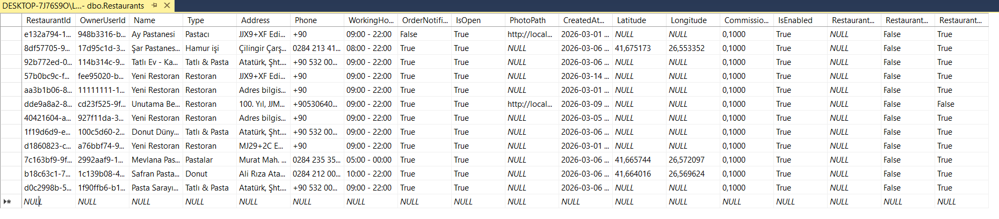 DESKTOP-7J76S9O\L...- dbo.Restaurants
RestaurantId OwnerUserId Name Type Address Phone WorkingHo... OrderNotifi... IsOpen PhotoPath CreatedAt... Latitude Longitude Commissio... IsEnabled Restaurant... Restaurant... Restaurant...
e132a794-1... 948b3316-b... Ay Pastanesi Pastacı JJX9+XF Edi... +90 09:00 - 22:00 False True http://local... 2026-03-01 ... NULL NULL 0,1000 True NULL False True
8df57705-9... 17d95c1d-3... Şar Pastanes... Hamur işi Çilingir Çarş... 0284 213 41... 08:00 - 22:00 True True NULL 2026-03-06 ... 41,675173 26,553352 0,1000 True NULL False True
92b772ed-0... 114b314c-9... Tatlı Ev - Ka... Tatlı & Pasta Atatürk, Şht.... +90 532 00... 09:00 - 22:00 True True NULL 2026-03-06 ... NULL NULL 0,1000 True NULL False True
57b0bc9c-f... fee95020-b... Yeni Restoran Restoran JJX9+XF Edi... +90 09:00 - 22:00 True True NULL 2026-03-14 ... NULL NULL 0,1000 True NULL False True
aa3b1b06-8... 11111111-1... Yeni Restoran Restoran Adres bilgis... +90 09:00 - 22:00 True True NULL 2026-03-01 ... NULL NULL 0,1000 True NULL False True
dde9a8a2-8... cd23f525-9f... Unutama Be... Restoran 100. Yıl, JJM... +90530640... 09:00 - 22:00 True True http://local... 2026-03-09 ... NULL NULL 0,1000 True NULL False False
40421604-a... 927f11da-3... Yeni Restoran Restoran Adres bilgis... +90 09:00 - 22:00 True True NULL 2026-03-05 ... NULL NULL 0,1000 True NULL False True
1f19d6d9-e... 100c5d60-2... Donut Düny... Tatlı & Pasta Atatürk, Şht.... +90 532 00... 09:00 - 22:00 True True NULL 2026-03-06 ... NULL NULL 0,1000 True NULL False True
d1860823-c... a76bbf74-9... Yeni Restoran Restoran MJ29+2C E... +90 09:00 - 22:00 True True NULL 2026-03-01 ... NULL NULL 0,1000 True NULL False True
7c163bf9-9f... 2992aaf9-1... Mevlana Pas... Pastalar Murat Mah. ... 0284 235 35... 05:00 - 00:00 True True NULL 2026-03-06 ... 41,665744 26,572097 0,1000 True NULL False True
b18c63c1-7... 1c139b08-4... Safran Pasta... Donut Ali Rıza Ata... 0284 212 00... 10:00 - 22:00 True True NULL 2026-03-06 ... 41,664016 26,569624 0,1000 True NULL False True
d0c2998b-5... 1f90ffb6-b1... Pasta Sarayı... Tatlı & Pasta Atatürk, Şht.... +90 532 00... 09:00 - 22:00 True True NULL 2026-03-06 ... NULL NULL 0,1000 True NULL False True
NULL NULL NULL NULL NULL NULL NULL NULL NULL NULL NULL NULL NULL NULL NULL NULL NULL NULL